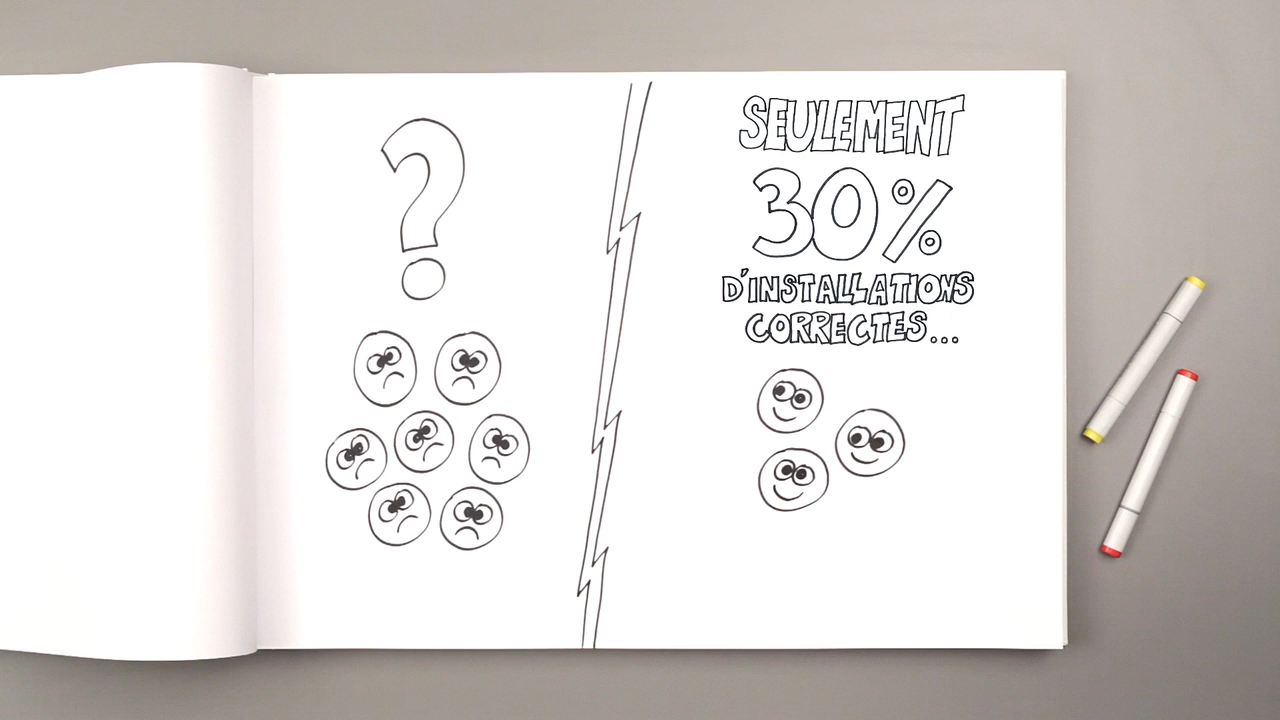 ?
SEULEMENT
30%
D'INSTALLATIONS
CORRECTES...